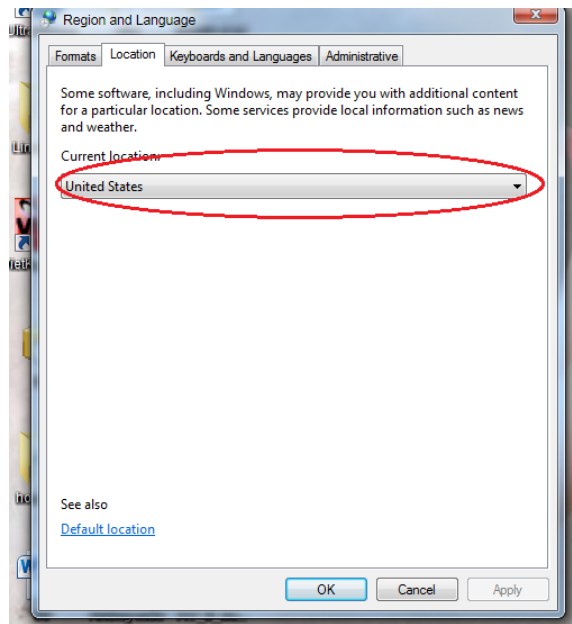 Region and Language
Formats
Location
Keyboards and Languages
Administrative
Some software, including Windows, may provide you with additional content
for a particular location. Some services provide local information such as news
and weather.
Current location:
United States
See also
Default location
OK
Cancel
Apply